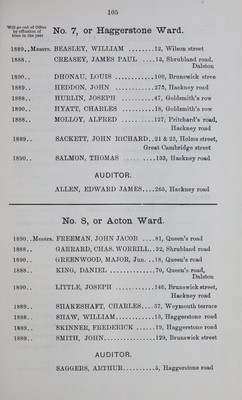 105
Will go out of Office
by effluxion of
time in the year
No. 7, or Haggerstone Ward.
1889..Messrs. BEASLEY, WILLIAM ........12, Wilson street
1888.. CREASEY, JAMES PAUL ....13, Shrubland road,
Dalston
1890.. DHONAU, LOUIS ............100, Brunswick stree
1889.. HEDDON, JOHN ............, Hackney road
1888.. HURLIN, JOSEPH ..........47, Goldsmith's row
1890.. HYATT, CHARLES ..........18, Goldsmith's row
1888.. MOLLOY, ALFRED ..........127, Pritchard's road,
Hackney road
1889.. SACKETT, JOHN RICHARD..21 & 23, Holms street,
Great Cambridge street
1890.. SALMON, THOMAS ..........133, Hackney road
AUDITOR.
ALLEN, EDWARD JAMES....265, Hackney road
No. 8, or Acton Ward.
1890..Messrs. FREEMAN, JOHN JACOB ....81, Queen's road
1888.. GARRARD, CHAS. WORRILL..52, Shrubland road
1890.. GREENWOOD, MAJOR, Jun. ..18, Queen's road
1888.. KING, DANIEL ..............70, Queen's road,
Dalston
1890.. LITTLE, JOSEPH ............146, Brunswick street,
Hackney road
1889.. SHAKESHAFT, CHARLES....57, Weymouth terrace
1888.. SHAW, WILLIAM ............13, Haggerstone road
1889.. SKINNER, FREDERICK ......19, Haggerstone road
1889.. SMITH, JOHN................129, Brunswick street
AUDITOR.
SAGGERS, ARTHUR..........5, Haggerstone road